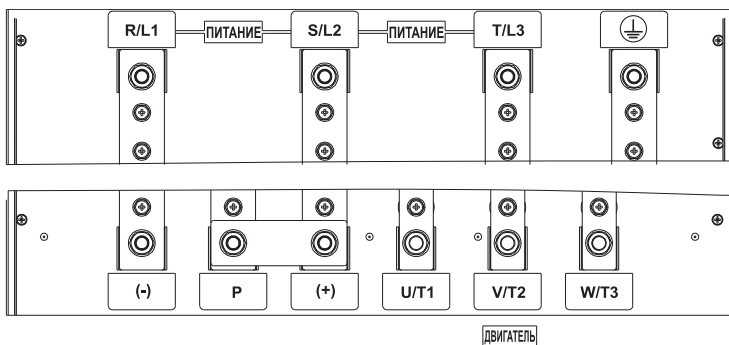 R/L1 ПИТАНИЕ S/L2 ПИТАНИЕ T/L3
(-) P (+) U/T1 V/T2 W/T3
ДВИГАТЕЛЬ